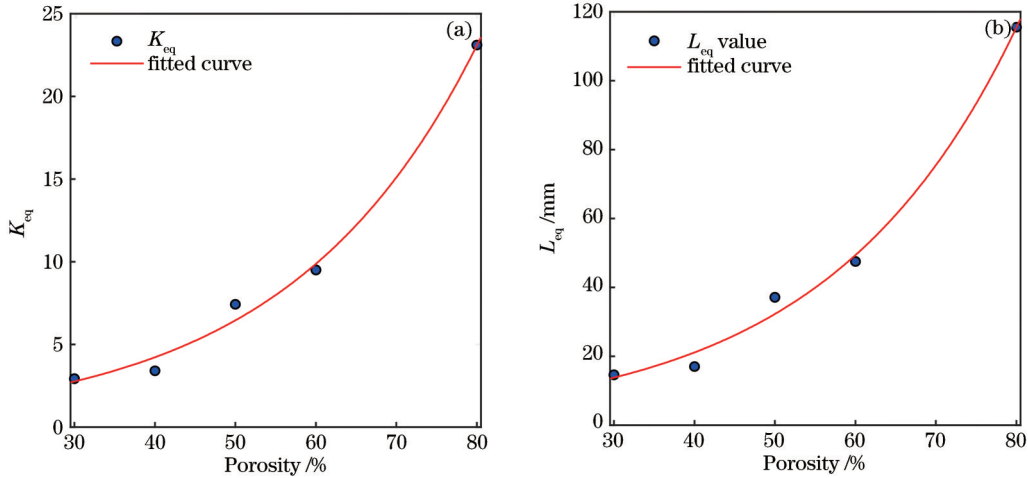 25
20
15
10
5
0
K_eq
(a)
K_eq
fitted curve
30 40 50 60 70 80
Porosity /%
120
100
80
60
40
20
0
L_eq /mm
(b)
L_eq value
fitted curve
30 40 50 60 70 80
Porosity /%